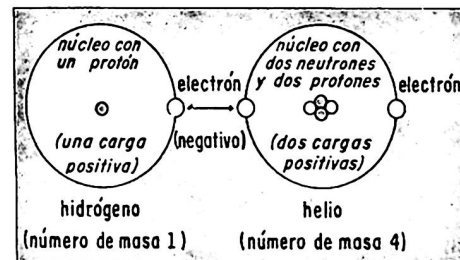 núcleo con
un protón
electrón
(negativo)
(una carga
positiva)
núcleo con
dos neutrones
y dos protones
electrón
(dos cargas
positivas)
hidrógeno
(número de masa 1)
helio
(número de masa 4)